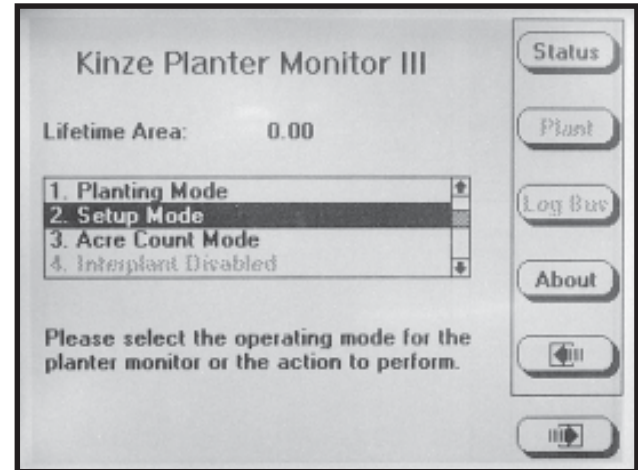 Kinze Planter Monitor III
Lifetime Area: 0.00
1. Planting Mode
2. Setup Mode
3. Acre Count Mode
4. Interplant Disabled
Please select the operating mode for the
planter monitor or the action to perform.
Status
Plant
Log Bus
About